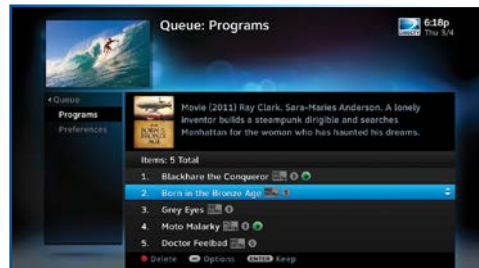 Queue: Programs
DIRECTV
6:18p
Thu 3/4
Queue
Programs
Preferences
Movie (2011) Ray Clark, Sara-Maries Anderson. A lonely
inventor builds a steampunk dirigible and searches
Manhattan for the woman who has haunted his dreams.
BORN IN
BRONZE
AGE
Items: 5 Total
1. Blackhare the Conqueror
2. Born in the Bronze Age
3. Grey Eyes
4. Moto Malarky
5. Doctor Feelbad
Delete Options ENTER Keep